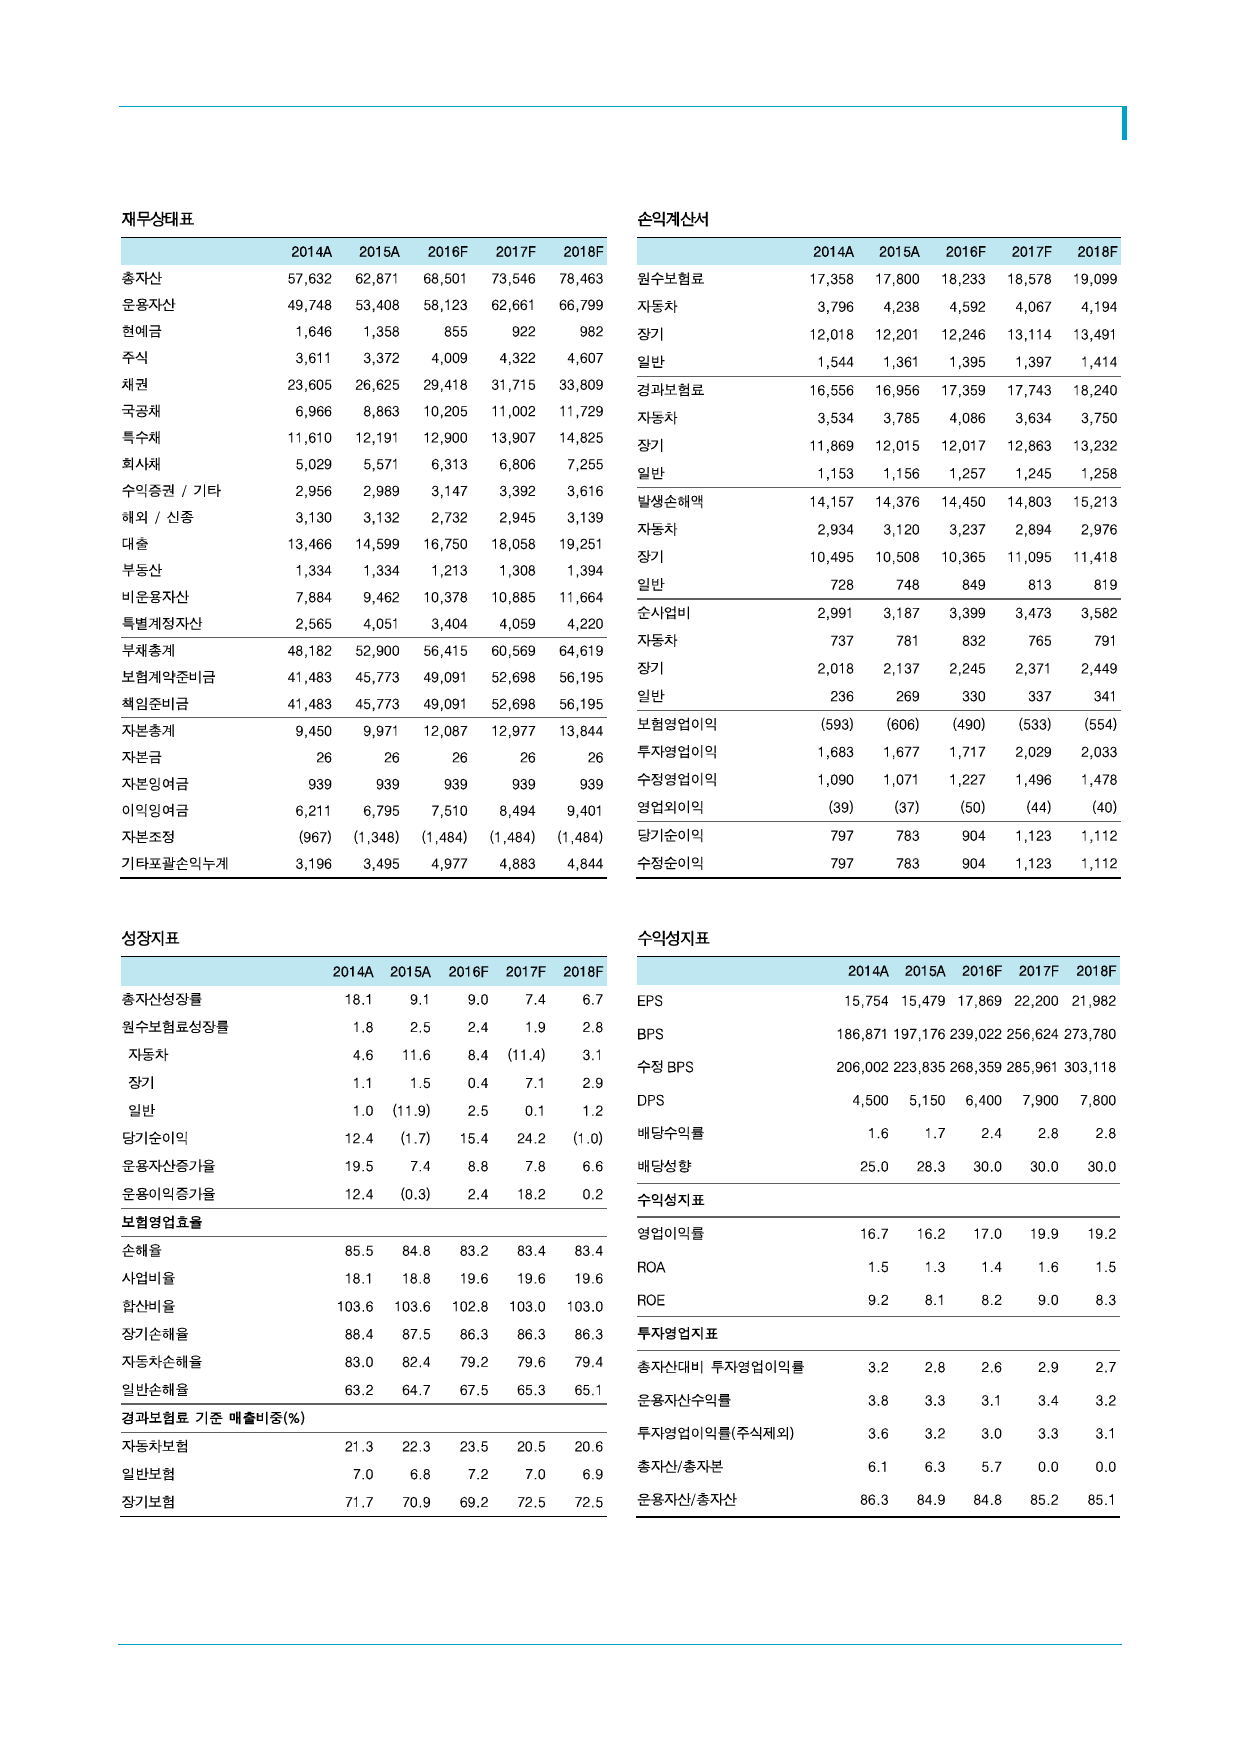 재무상태표
2014A 2015A 2016F 2017F 2018F
총자산 57,632 62,871 68,501 73,546 78,463
운용자산 49,748 53,408 58,123 62,661 66,799
현예금 1,646 1,358 855 922 982
주식 3,611 3,372 4,009 4,322 4,607
채권 23,605 26,625 29,418 31,715 33,809
국공채 6,966 8,863 10,205 11,002 11,729
특수채 11,610 12,191 12,900 13,907 14,825
회사채 5,029 5,571 6,313 6,806 7,255
수익증권 / 기타 2,956 2,989 3,147 3,392 3,616
해외 / 신종 3,130 3,132 2,732 2,945 3,139
대출 13,466 14,599 16,750 18,058 19,251
부동산 1,334 1,334 1,213 1,308 1,394
비운용자산 7,884 9,462 10,378 10,885 11,664
특별계정자산 2,565 4,051 3,404 4,059 4,220
부채총계 48,182 52,900 56,415 60,569 64,619
보험계약준비금 41,483 45,773 49,091 52,698 56,195
책임준비금 41,483 45,773 49,091 52,698 56,195
자본총계 9,450 9,971 12,087 12,977 13,844
자본금 26 26 26 26 26
자본잉여금 939 939 939 939 939
이익잉여금 6,211 6,795 7,510 8,494 9,401
자본조정 (967) (1,348) (1,484) (1,484) (1,484)
기타포괄손익누계 3,196 3,495 4,977 4,883 4,844
손익계산서
2014A 2015A 2016F 2017F 2018F
원수보험료 17,358 17,800 18,233 18,578 19,099
자동차 3,796 4,238 4,592 4,067 4,194
장기 12,018 12,201 12,246 13,114 13,491
일반 1,544 1,361 1,395 1,397 1,414
경과보험료 16,556 16,956 17,359 17,743 18,240
자동차 3,534 3,785 4,086 3,634 3,750
장기 11,869 12,015 12,017 12,863 13,232
일반 1,153 1,156 1,257 1,245 1,258
발생손해액 14,157 14,376 14,450 14,803 15,213
자동차 2,934 3,120 3,237 2,894 2,976
장기 10,495 10,508 10,365 11,095 11,418
일반 728 748 849 813 819
순사업비 2,991 3,187 3,399 3,473 3,582
자동차 737 781 832 765 791
장기 2,018 2,137 2,245 2,371 2,449
일반 236 269 330 337 341
보험영업이익 (593) (606) (490) (533) (554)
투자영업이익 1,683 1,677 1,717 2,029 2,033
수정영업이익 1,090 1,071 1,227 1,496 1,478
영업외이익 (39) (37) (50) (44) (40)
당기순이익 797 783 904 1,123 1,112
수정순이익 797 783 904 1,123 1,112
성장지표
2014A 2015A 2016F 2017F 2018F
총자산성장률 18.1 9.1 9.0 7.4 6.7
원수보험료성장률 1.8 2.5 2.4 1.9 2.8
자동차 4.6 11.6 8.4 (11.4) 3.1
장기 1.1 1.5 0.4 7.1 2.9
일반 1.0 (11.9) 2.5 0.1 1.2
당기순이익 12.4 (1.7) 15.4 24.2 (1.0)
운용자산증가율 19.5 7.4 8.8 7.8 6.6
운용이익증가율 12.4 (0.3) 2.4 18.2 0.2
보험영업효율
손해율 85.5 84.8 83.2 83.4 83.4
사업비율 18.1 18.8 19.6 19.6 19.6
합산비율 103.6 103.6 102.8 103.0 103.0
장기손해율 88.4 87.5 86.3 86.3 86.3
자동차손해율 83.0 82.4 79.2 79.6 79.4
일반손해율 63.2 64.7 67.5 65.3 65.1
경과보험료 기준 매출비중(%)
자동차보험 21.3 22.3 23.5 20.5 20.6
일반보험 7.0 6.8 7.2 7.0 6.9
장기보험 71.7 70.9 69.2 72.5 72.5
수익성지표
2014A 2015A 2016F 2017F 2018F
EPS 15,754 15,479 17,869 22,200 21,982
BPS 186,871 197,176 239,022 256,624 273,780
수정 BPS 206,002 223,835 268,359 285,961 303,118
DPS 4,500 5,150 6,400 7,900 7,800
배당수익률 1.6 1.7 2.4 2.8 2.8
배당성향 25.0 28.3 30.0 30.0 30.0
수익성지표
영업이익률 16.7 16.2 17.0 19.9 19.2
ROA 1.5 1.3 1.4 1.6 1.5
ROE 9.2 8.1 8.2 9.0 8.3
투자영업지표
총자산대비 투자영업이익률 3.2 2.8 2.6 2.9 2.7
운용자산수익률 3.8 3.3 3.1 3.4 3.2
투자영업이익률(주식제외) 3.6 3.2 3.0 3.3 3.1
총자산/총자본 6.1 6.3 5.7 0.0 0.0
운용자산/총자산 86.3 84.9 84.8 85.2 85.1